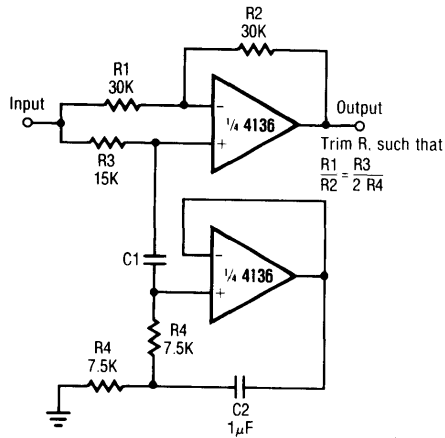 R2
30K
R1
30K
Input
-
+
¼ 4136
Output
R3
15K
Trim R. such that
R1/R2 = R3/2 R4
C1
-
+
¼ 4136
R4
7.5K
R4
7.5K
C2
1µF